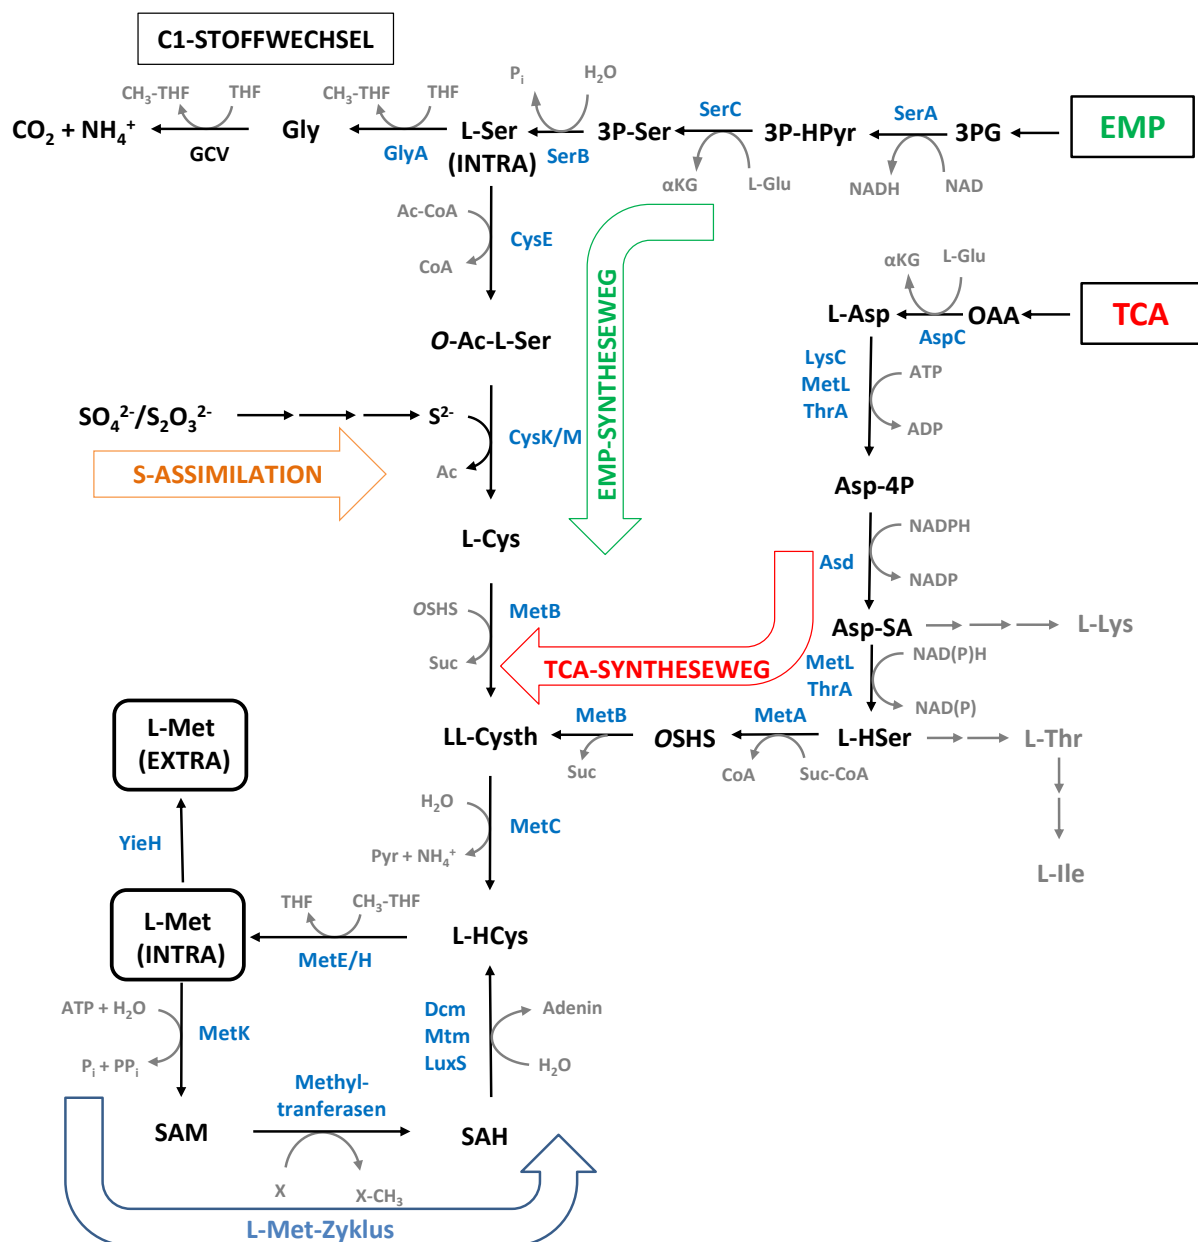 C1-STOFFWECHSEL
CH₃-THF THF CH₃-THF THF Pᵢ H₂O
CO₂ + NH₄⁺ GCV Gly GlyA L-Ser SerB 3P-Ser SerC 3P-HPyr SerA 3PG EMP
(INTRA)
αKG L-Glu NADH NAD
Ac-CoA
CysE
CoA
αKG L-Glu
L-Asp AspC OAA TCA
O-Ac-L-Ser
LysC
MetL
ThrA
ATP
ADP
SO₄²⁻/S₂O₃²⁻ S²⁻
CysK/M
Ac
S-ASSIMILATION
EMP-SYNTHESEWEG
Asp-4P
L-Cys
NADPH
Asd
NADP
OSHS
MetB
Suc
Asp-SA L-Lys
TCA-SYNTHESEWEG
MetL
ThrA
NAD(P)H
NAD(P)
LL-Cysth MetB OSHS MetA L-HSer L-Thr
Suc CoA Suc-CoA
L-Ile
L-Met
(EXTRA)
YieH
H₂O
MetC
Pyr + NH₄⁺
THF CH₃-THF
L-Met
(INTRA)
MetE/H
L-HCys
ATP + H₂O
MetK
Pᵢ + PPᵢ
Dcm
Mtm
LuxS
Adenin
H₂O
Methyl-
tranferasen
SAM SAH
X X-CH₃
L-Met-Zyklus